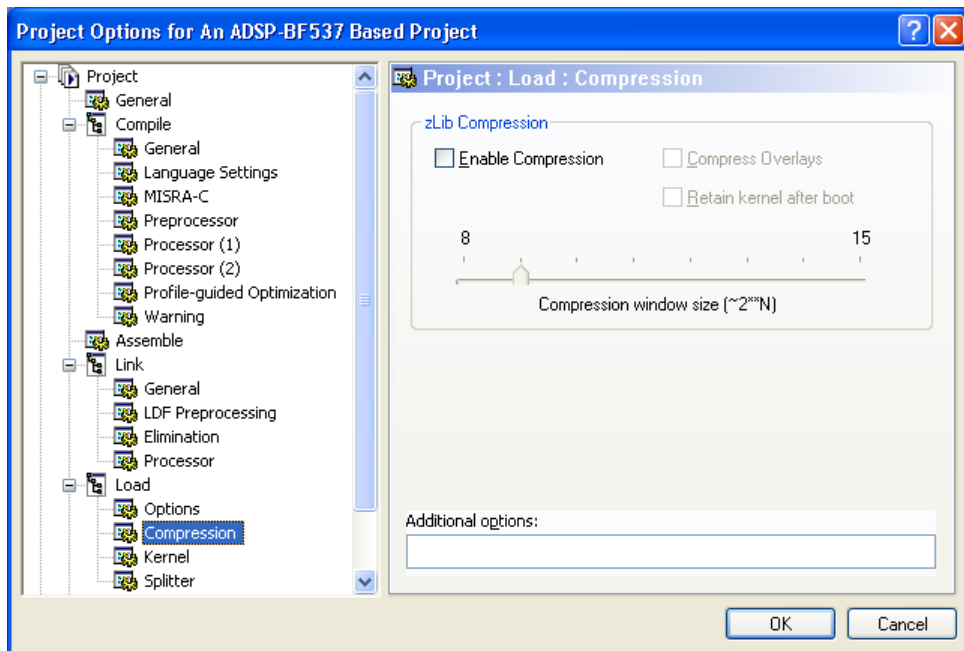 Project Options for An ADSP-BF537 Based Project
Project
General
Compile
General
Language Settings
MISRA-C
Preprocessor
Processor (1)
Processor (2)
Profile-guided Optimization
Warning
Assemble
Link
General
LDF Preprocessing
Elimination
Processor
Load
Options
Compression
Kernel
Splitter
Project : Load : Compression
zLib Compression
Enable Compression
Compress Overlays
Retain kernel after boot
8 15
Compression window size (~2**N)
Additional options:
OK Cancel